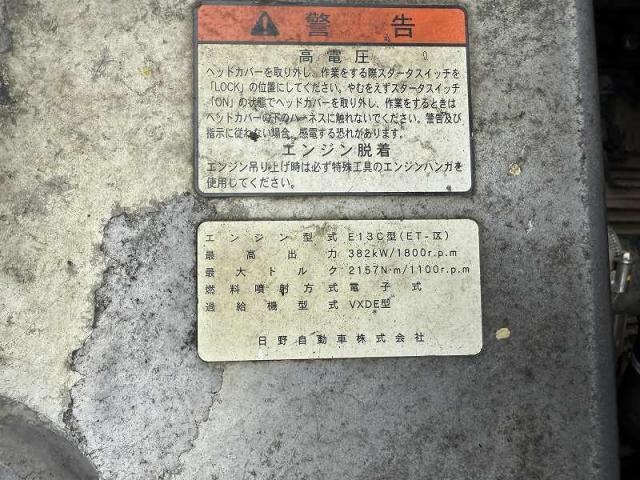 警告
高電圧
ヘッドカバーを取り外し、作業をする際スタータスイッチを
「LOCK」の位置にしてください。やむをえずスタータスイッチ
「ON」の状態でヘッドカバーを取り外し、作業をするときは
ヘッドカバーの下のハーネスに触れないでください。警告及び
指示に従わない場合、感電する恐れがあります。
エンジン脱着
エンジン吊り上げ時は必ず特殊工具のエンジンハンガを
使用してください。
エンジン型式 E13C型(ET-区)
最高出力 382kW/1800r.p.m
最大トルク 2157N·m/1100r.p.m
燃料噴射方式 電子式
過給機型式 VXDE型
日野自動車株式会社